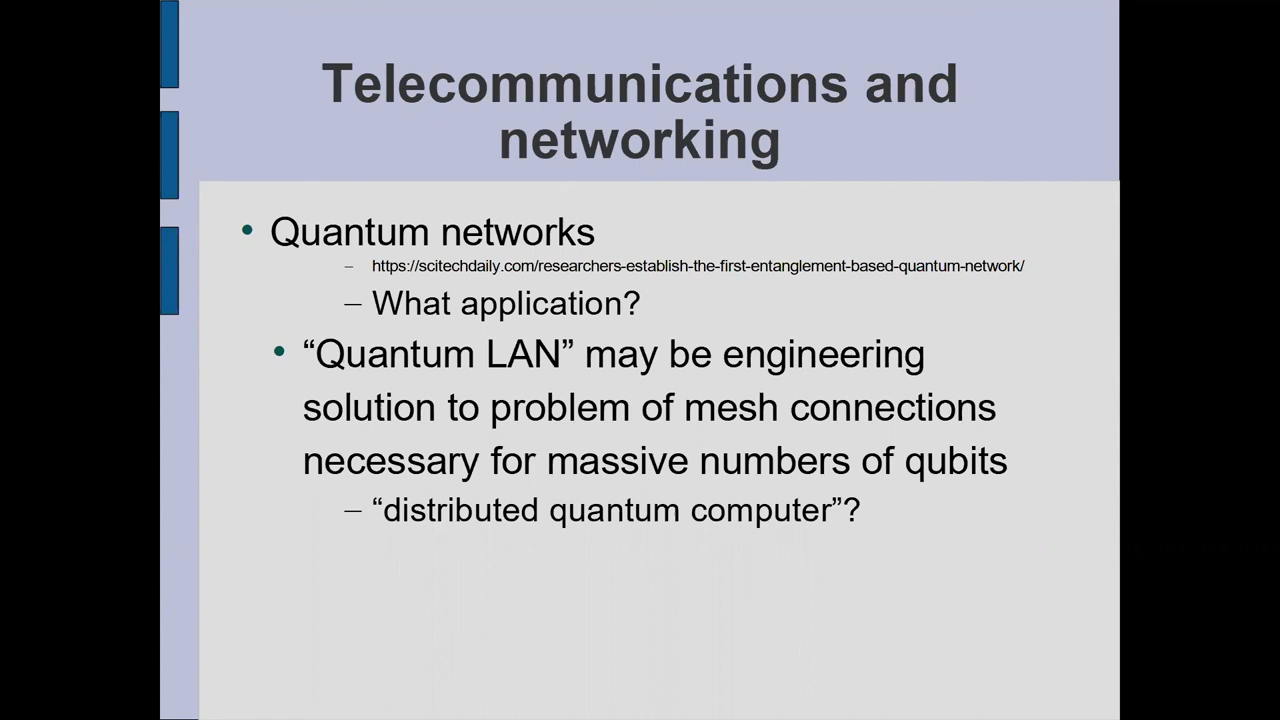 Telecommunications and
networking
• Quantum networks
– https://scitechdaily.com/researchers-establish-the-first-entanglement-based-quantum-network/
– What application?
• “Quantum LAN” may be engineering
solution to problem of mesh connections
necessary for massive numbers of qubits
– “distributed quantum computer”?